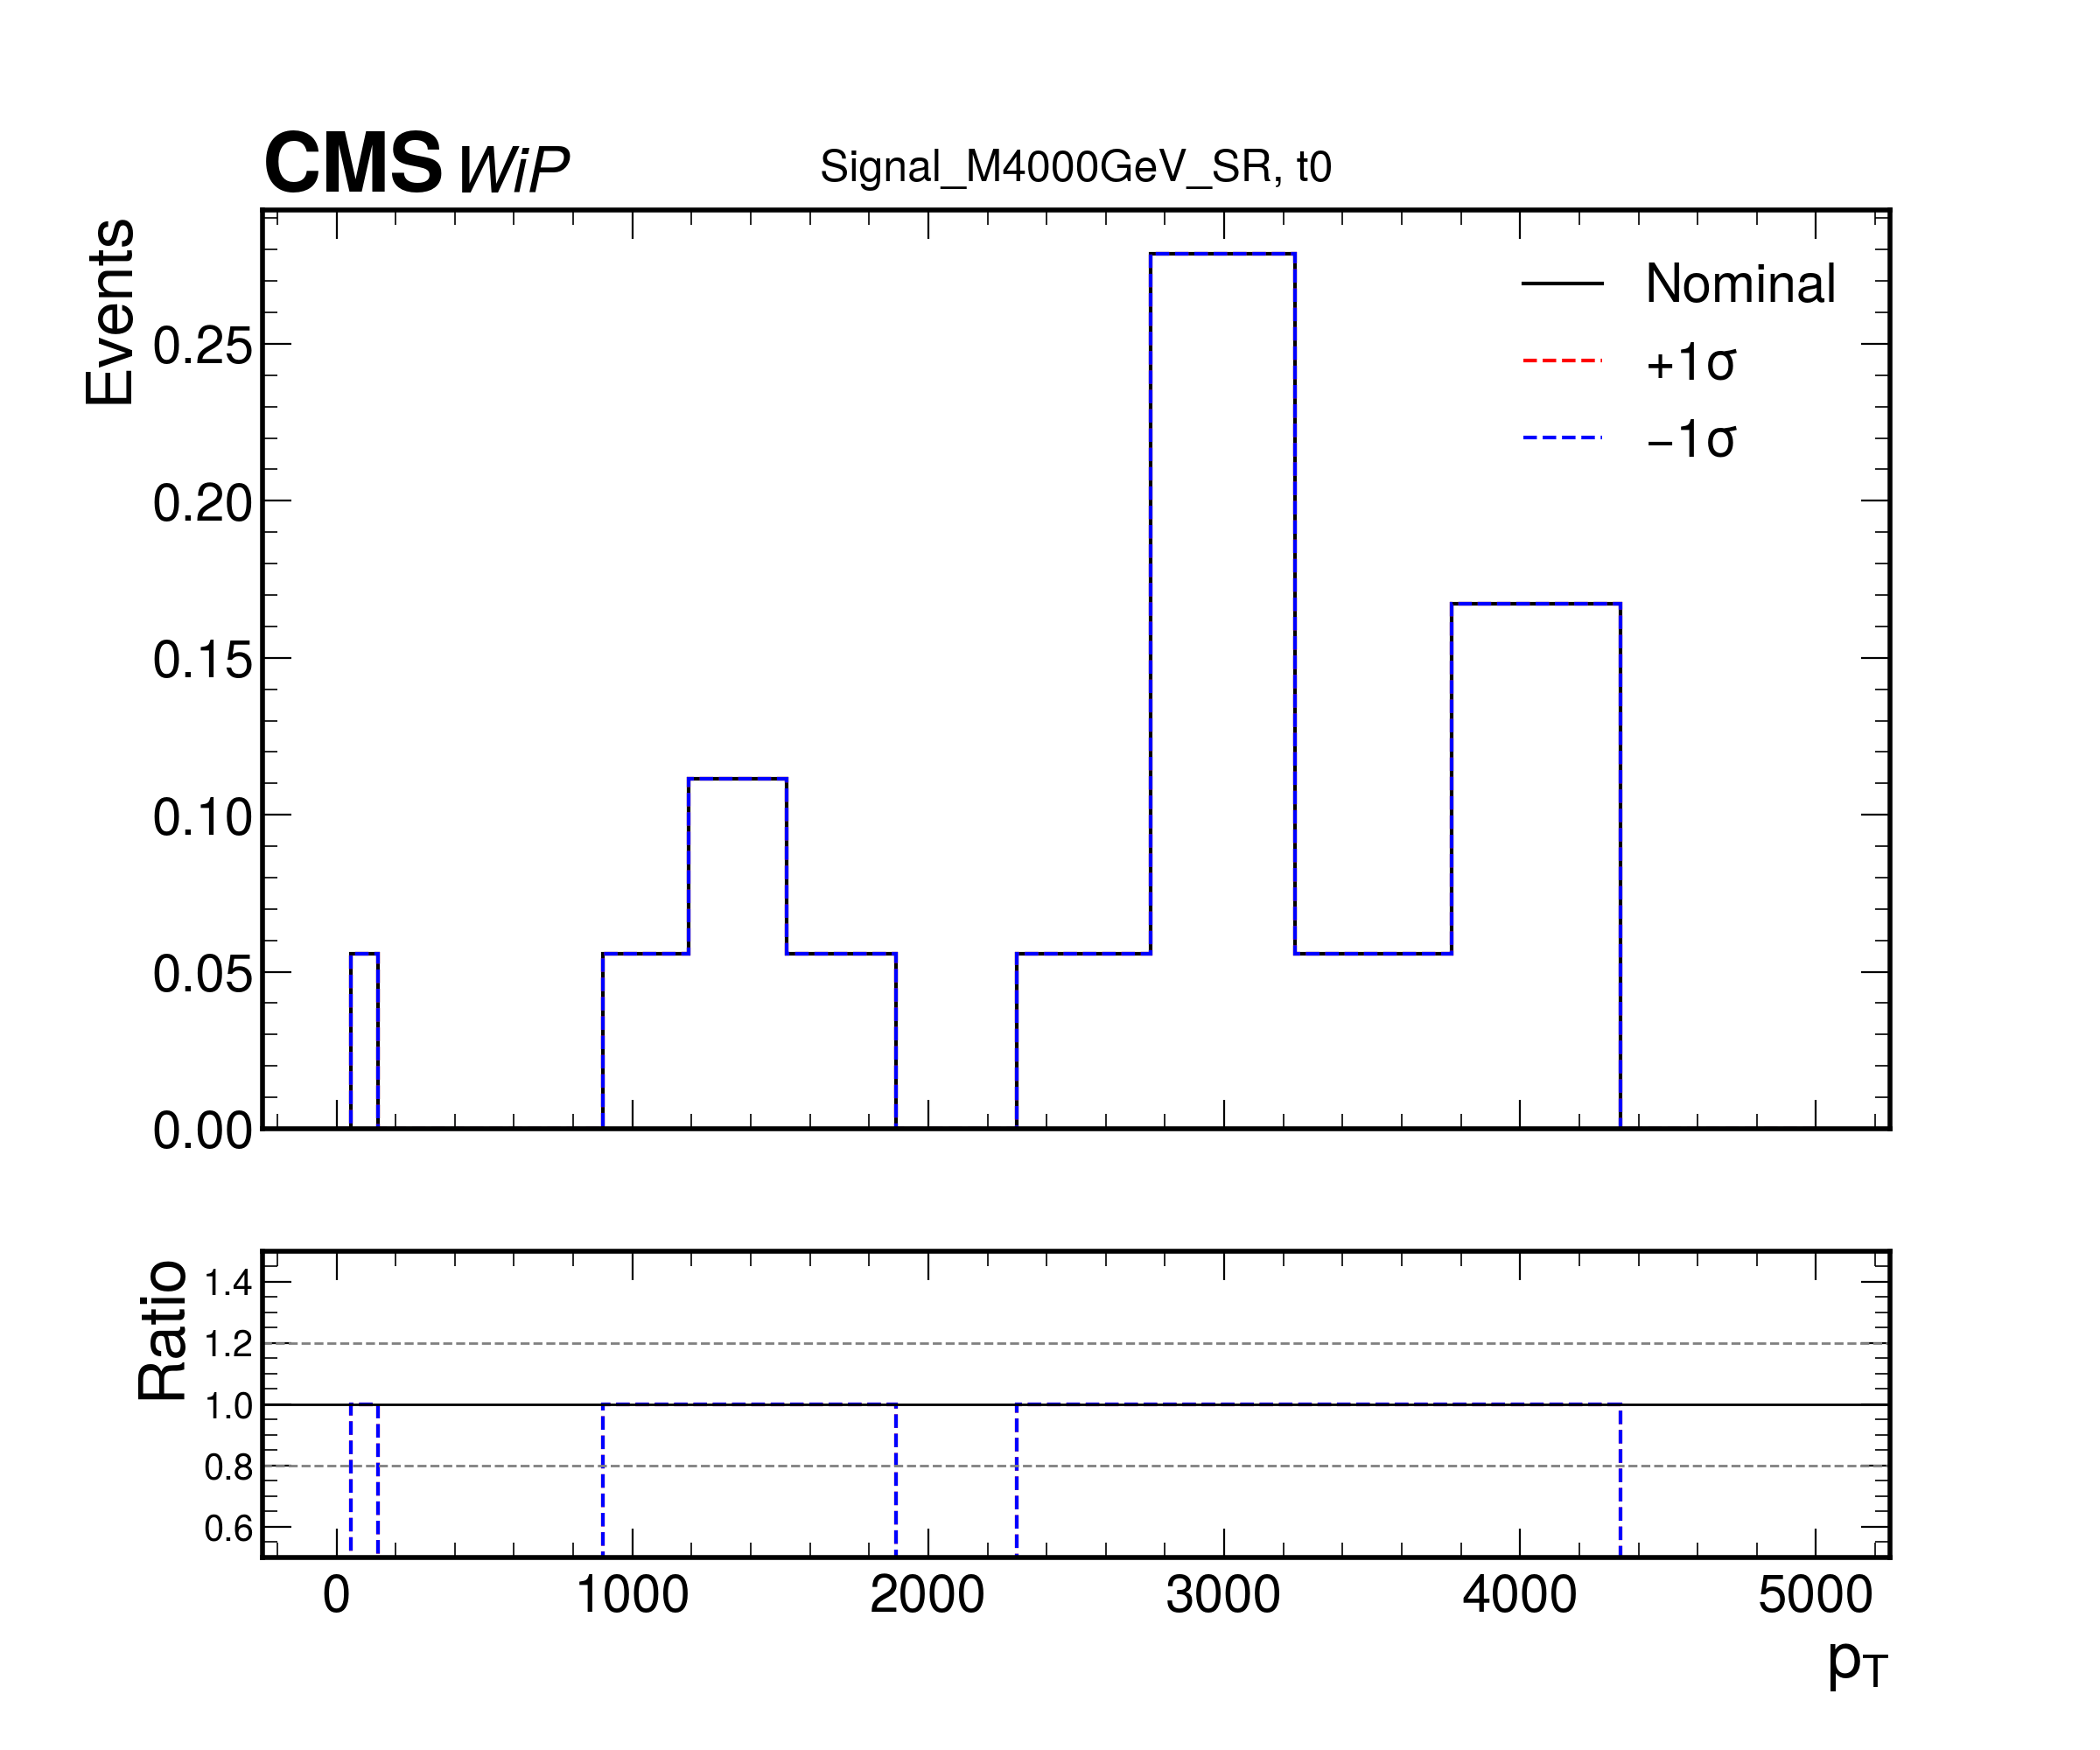 CMS WiP
Signal_M4000GeV_SR, t0
Events
0.25
0.20
0.15
0.10
0.05
0.00
Nominal
+1σ
−1σ
Ratio
1.4
1.2
1.0
0.8
0.6
0 1000 2000 3000 4000 5000
pT